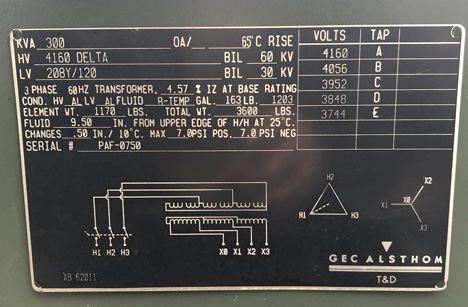 KVA 300 OA/ 65°C RISE
HV 4160 DELTA BIL 60 KV
LV 208Y/120 BIL 30 KV
3 PHASE 60HZ TRANSFORMER, 4.57 % IZ AT BASE RATING
COND. HV AL LV AL FLUID R-TEMP GAL. 163 LB. 1203
ELEMENT WT. 1170 LBS. TOTAL WT. 3600 LBS.
FLUID 9.50 IN. FROM UPPER EDGE OF H/H AT 25°C.
CHANGES .50 IN./ 10°C. MAX 7.0PSI POS. 7.0 PSI NEG
SERIAL # PAF-0750
VOLTS TAP
4160 A
4056 B
3952 C
3848 D
3744 E
H1 H2 H3
X0 X1 X2 X3
H2
H1 H3
X2
X1 X0
X3
GEC ALSTHOM
T&D
AB 62011